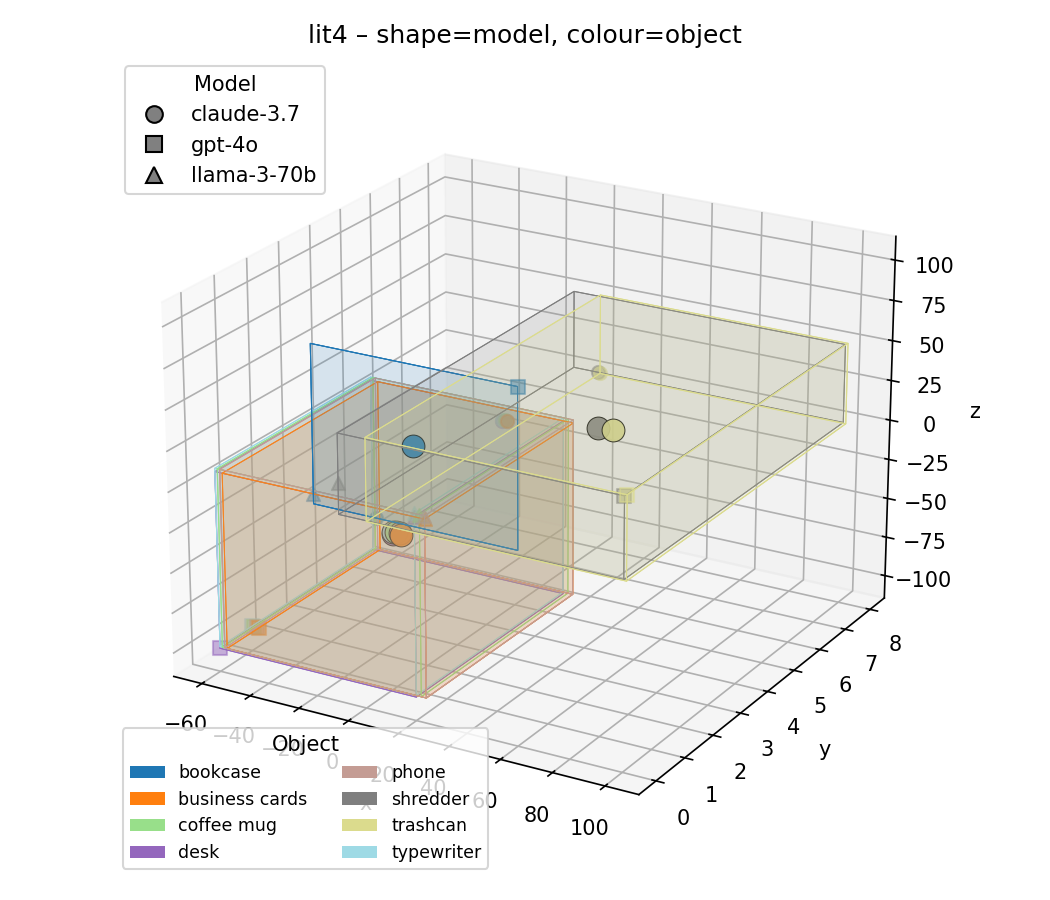 lit4 – shape=model, colour=object
Model
claude-3.7
gpt-4o
llama-3-70b
100
75
50
25
0
−25
−50
−75
−100
z
8
7
6
5
4
3
2
1
0
y
−60
−40
−20
0
20
40
60
80
100
x
Object
bookcase
business cards
coffee mug
desk
phone
shredder
trashcan
typewriter